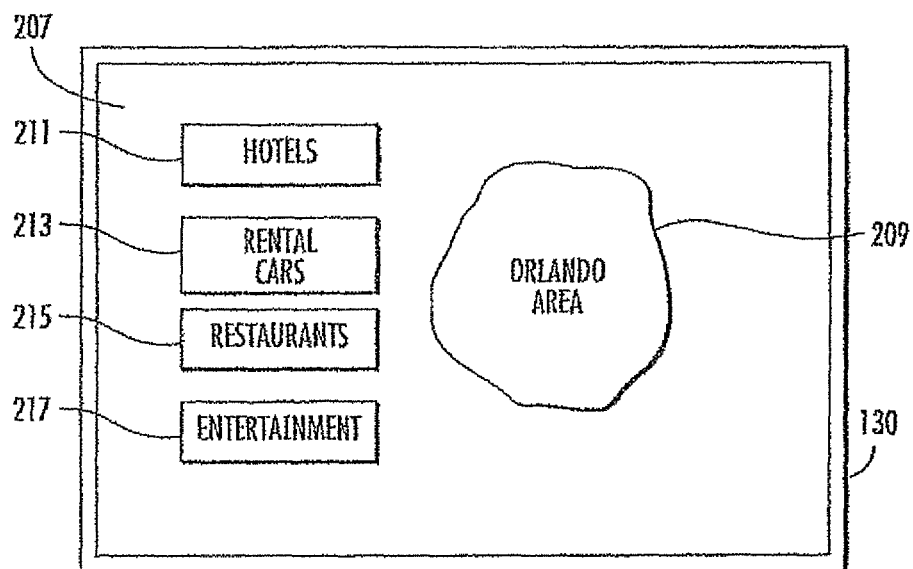 207
211
HOTELS
213
RENTAL
CARS
209
ORLANDO
AREA
215
RESTAURANTS
217
ENTERTAINMENT
130